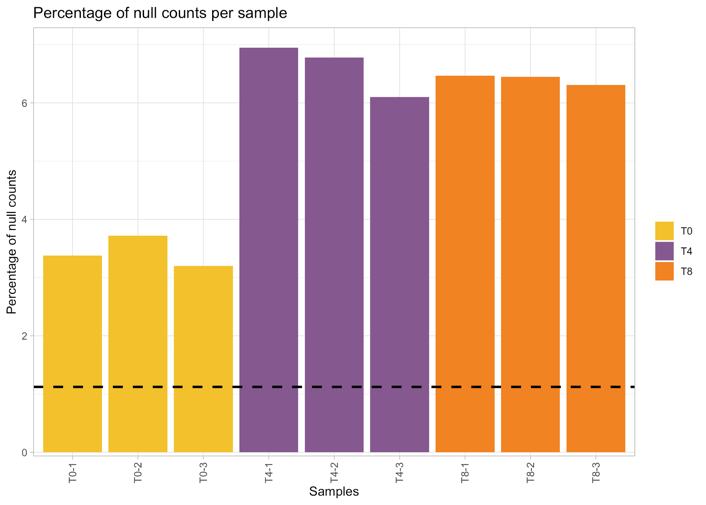 Percentage of null counts per sample
Percentage of null counts
6
4
2
0
T0-1
T0-2
T0-3
T4-1
T4-2
T4-3
T8-1
T8-2
T8-3
Samples
T0
T4
T8